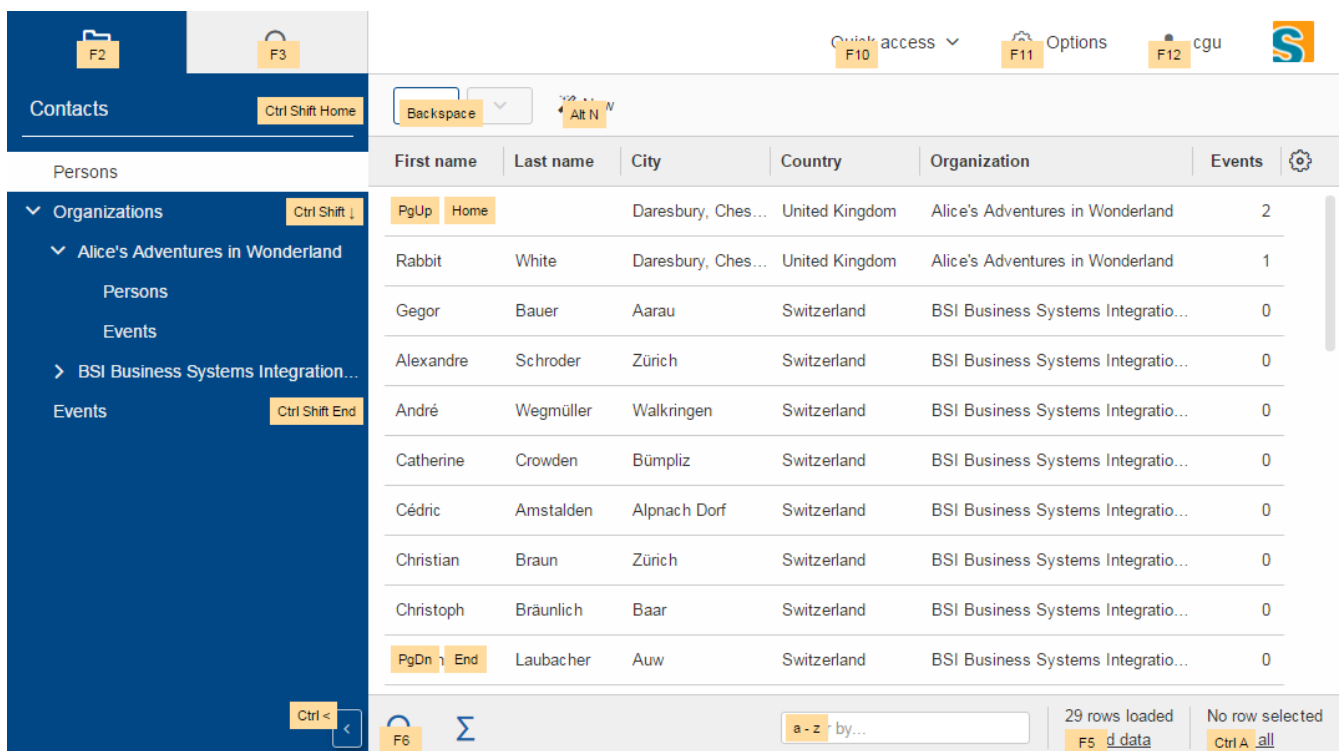 F2
F3
access
F10
Options
F11
cgu
F12
Contacts
Ctrl Shift Home
Backspace
Alt N
Persons
Organizations
Ctrl Shift ↓
Alice's Adventures in Wonderland
Persons
Events
BSI Business Systems Integration...
Events
Ctrl Shift End
Ctrl <
First name Last name City Country Organization Events
PgUp Home Daresbury, Ches... United Kingdom Alice's Adventures in Wonderland 2
Rabbit White Daresbury, Ches... United Kingdom Alice's Adventures in Wonderland 1
Gegor Bauer Aarau Switzerland BSI Business Systems Integratio... 0
Alexandre Schroder Zürich Switzerland BSI Business Systems Integratio... 0
André Wegmüller Walkringen Switzerland BSI Business Systems Integratio... 0
Catherine Crowden Bümpliz Switzerland BSI Business Systems Integratio... 0
Cédric Amstalden Alpnach Dorf Switzerland BSI Business Systems Integratio... 0
Christian Braun Zürich Switzerland BSI Business Systems Integratio... 0
Christoph Bräunlich Baar Switzerland BSI Business Systems Integratio... 0
PgDn End Laubacher Auw Switzerland BSI Business Systems Integratio... 0
F6
Σ
a - z by...
29 rows loaded
F5 data
No row selected
Ctrl A all